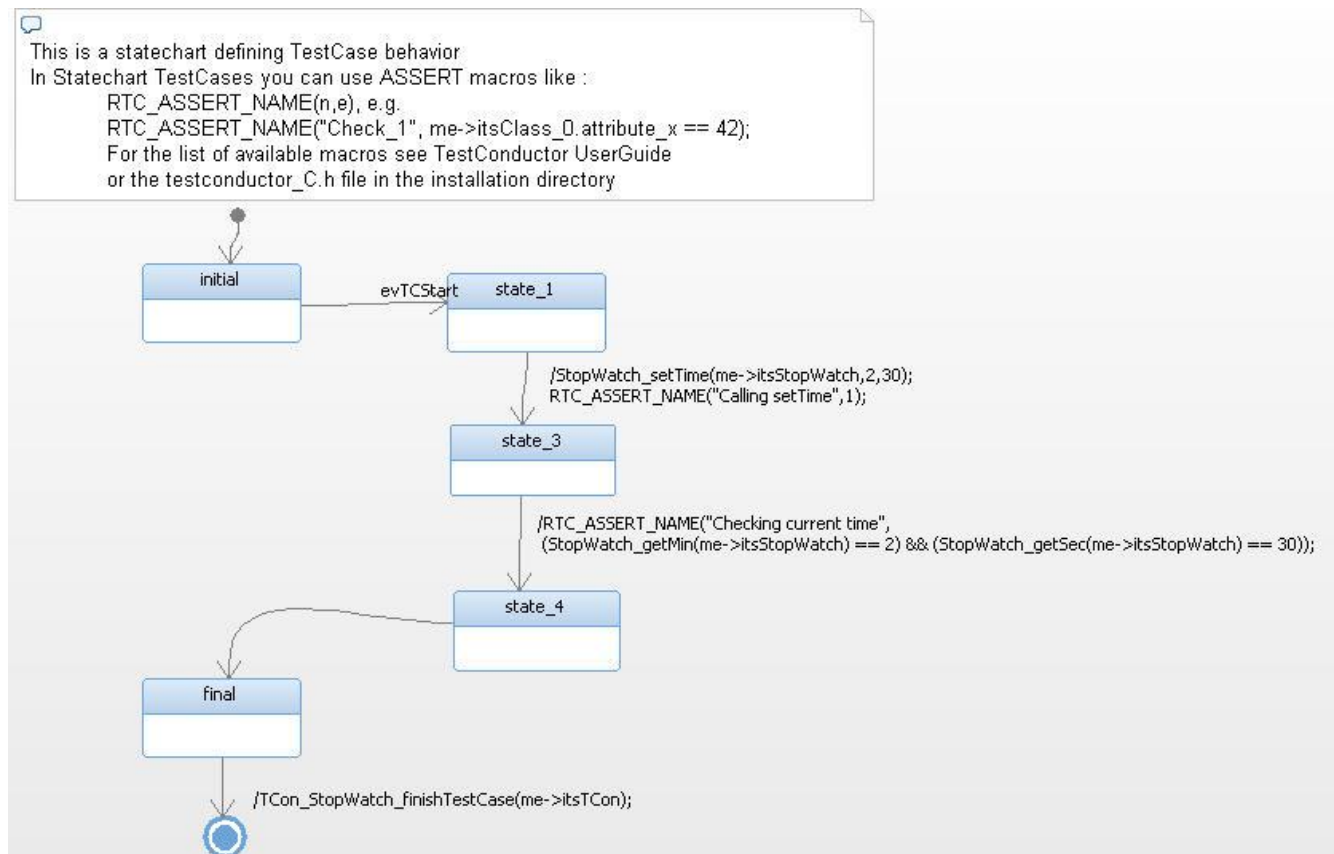 This is a statechart defining TestCase behavior
In Statechart TestCases you can use ASSERT macros like :
RTC_ASSERT_NAME(n,e), e.g.
RTC_ASSERT_NAME("Check_1", me->itsClass_0.attribute_x == 42);
For the list of available macros see TestConductor UserGuide
or the testconductor_C.h file in the installation directory
initial
evTCStart
state_1
/StopWatch_setTime(me->itsStopWatch,2,30);
RTC_ASSERT_NAME("Calling setTime",1);
state_3
/RTC_ASSERT_NAME("Checking current time",
(StopWatch_getMin(me->itsStopWatch) == 2) && (StopWatch_getSec(me->itsStopWatch) == 30));
state_4
final
/TCon_StopWatch_finishTestCase(me->itsTCon);